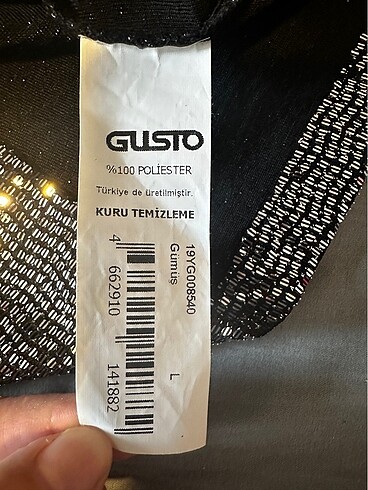 GUSTO
%100 POLİESTER
Türkiye de üretilmiştir.
KURU TEMİZLEME
19YG008540
Gümüş
L
4 662910 141882